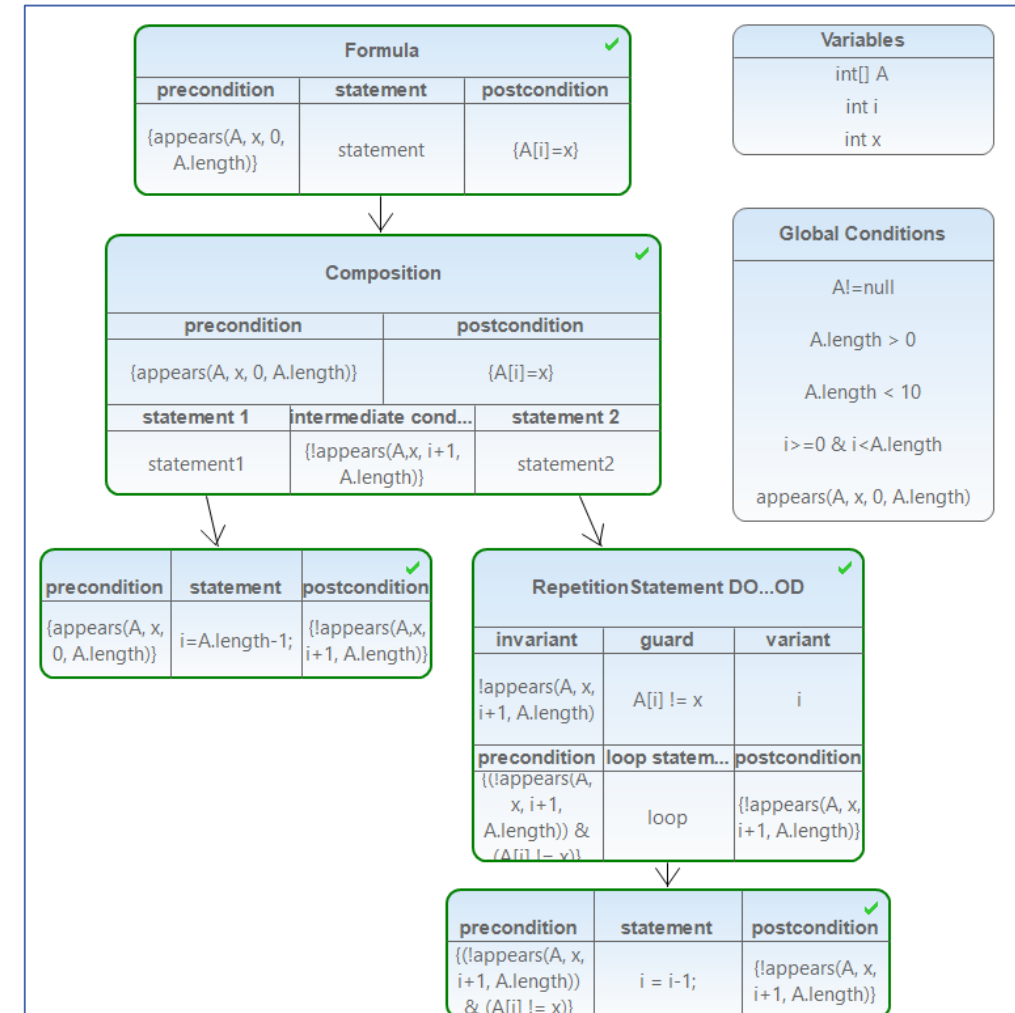 Formula
precondition
statement
postcondition
{appears(A, x, 0,
A.length)}
statement
{A[i]=x}
Variables
int[] A
int i
int x
Composition
precondition
postcondition
{appears(A, x, 0, A.length)}
{A[i]=x}
statement 1
intermediate cond...
statement 2
statement1
{!appears(A,x, i+1,
A.length)}
statement2
Global Conditions
A!=null
A.length > 0
A.length < 10
i>=0 & i<A.length
appears(A, x, 0, A.length)
precondition
statement
postcondition
{appears(A, x,
0, A.length)}
i=A.length-1;
{!appears(A,x,
i+1, A.length)}
RepetitionStatement DO...OD
invariant
guard
variant
!appears(A, x,
i+1, A.length)
A[i] != x
i
precondition
loop statem...
postcondition
{(!appears(A,
x, i+1,
A.length)) &
(A[i] != x)}
loop
{!appears(A, x,
i+1, A.length)}
precondition
statement
postcondition
{(!appears(A, x,
i+1, A.length))
& (A[i] != x)}
i = i-1;
{!appears(A, x,
i+1, A.length)}